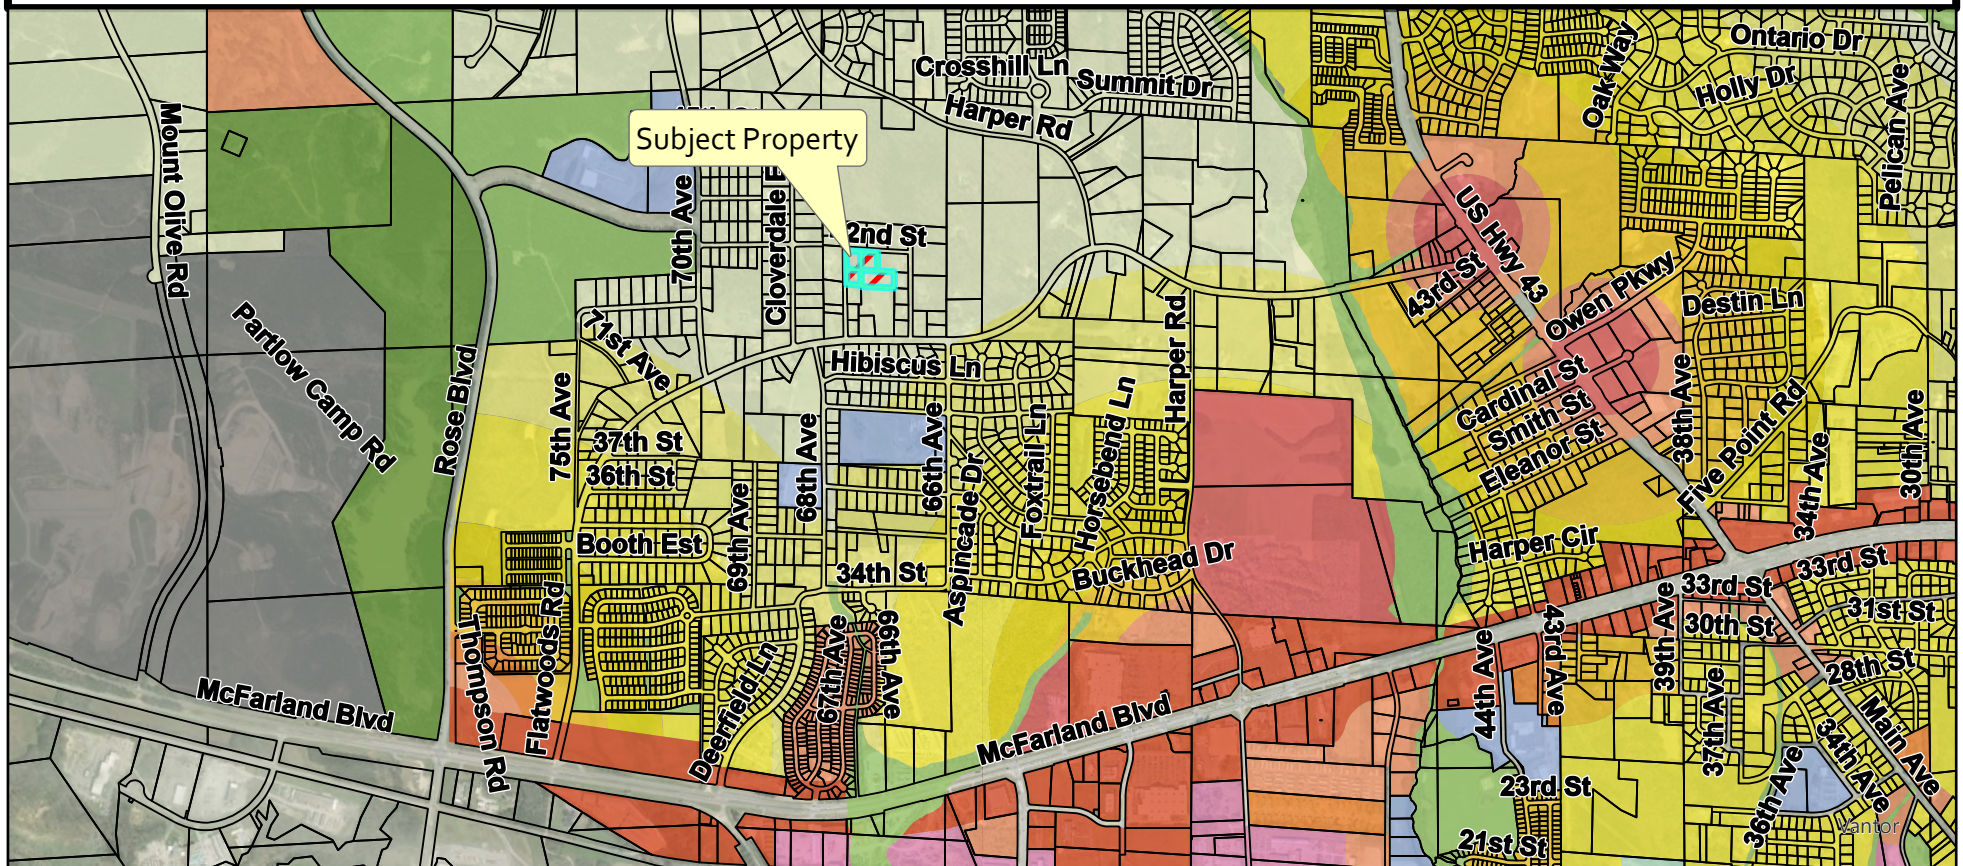 Ontario Dr
Oak Way
Crosshill Ln
Summit Dr
Holly Dr
Pelican Ave
Harper Rd
Mount Olive Rd
Subject Property
70th Ave
Cloverdale
2nd St
US Hwy 43
43rd St
Owen Pkwy
Destin Ln
Partlow Camp Rd
71st Ave
Harper Rd
Rose Blvd
Hibiscus Ln
Cardinal St
38th Ave
75th Ave
Smith St
Five Point Rd
30th Ave
37th St
68th Ave
66th Ave
Foxtrail Ln
Horsebend Ln
Eleanor St
34th Ave
36th St
69th Ave
Aspincade Dr
Booth Est
Harper Cir
34th St
Buckhead Dr
33rd St
33rd St
Flatwoods Rd
Thompson Rd
67th Ave
66th Ave
Deerfield Ln
44th Ave
43rd Ave
39th Ave
30th St
31st St
28th St
37th Ave
Main Ave
McFarland Blvd
McFarland Blvd
34th Ave
36th Ave
23rd St
21st St
Vantor